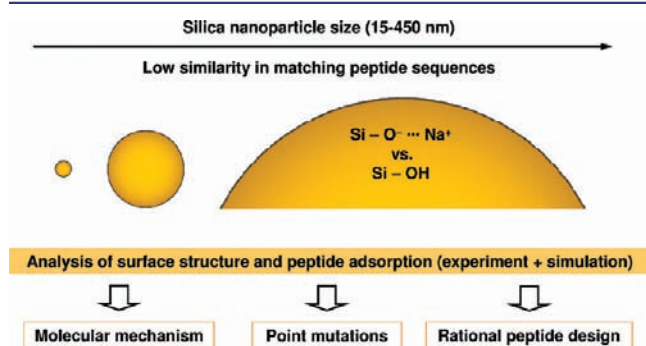 Silica nanoparticle size (15-450 nm)
Low similarity in matching peptide sequences
Si – O⁻ ··· Na⁺
vs.
Si – OH
Analysis of surface structure and peptide adsorption (experiment + simulation)
Molecular mechanism
Point mutations
Rational peptide design